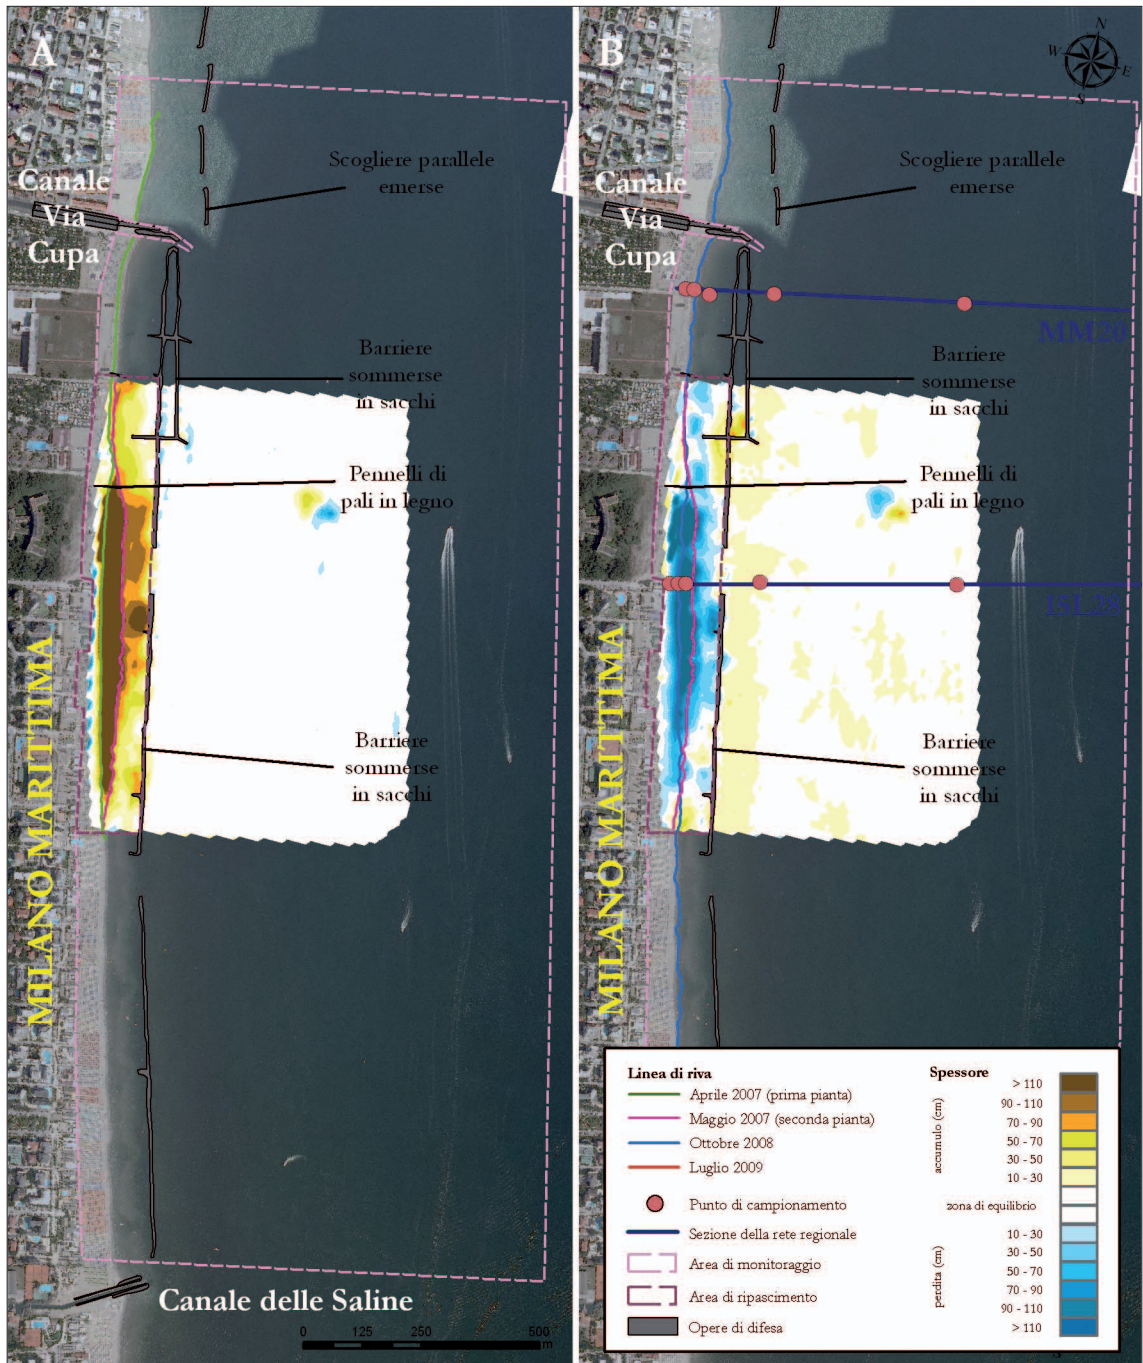 A
Scogliere parallele
emerse
Canale
Via
Cupa
Barriere
sommerse
in sacchi
Pennelli di
pali in legno
MILANO MARITTIMA
Barriere
sommerse
in sacchi
Canale delle Saline
0 125 250 500
m
B
N
W
E
S
Scogliere parallele
emerse
Canale
Via
Cupa
MM20
Barriere
sommerse
in sacchi
Pennelli di
pali in legno
1SL28
MILANO MARITTIMA
Barriere
sommerse
in sacchi
Linea di riva
Aprile 2007 (prima pianta)
Maggio 2007 (seconda pianta)
Ottobre 2008
Luglio 2009
Punto di campionamento
Sezione della rete regionale
Area di monitoraggio
Area di ripascimento
Opere di difesa
Spessore
accumulo (cm)
> 110
90 - 110
70 - 90
50 - 70
30 - 50
10 - 30
zona di equilibrio
perdita (cm)
10 - 30
30 - 50
50 - 70
70 - 90
90 - 110
> 110